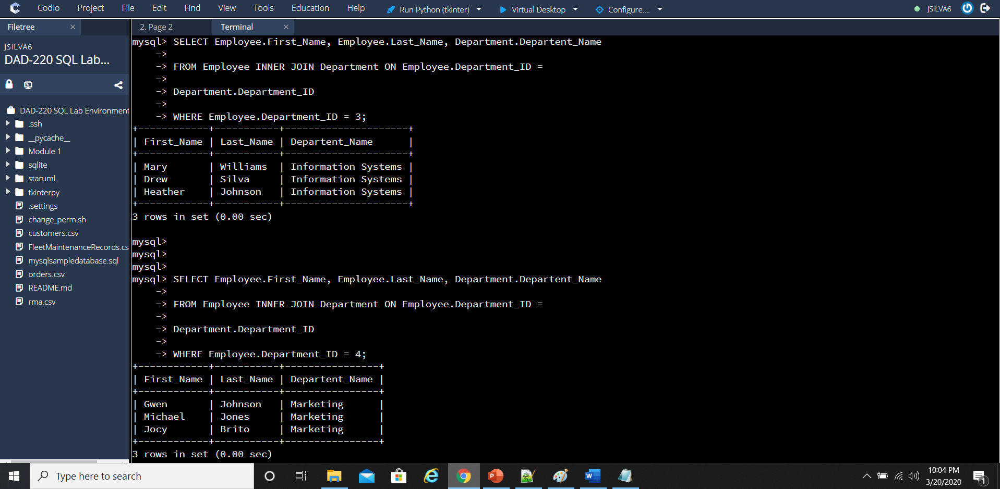 Codio Project File Edit Find View Tools Education Help Run Python (tkinter) Virtual Desktop Configure.... JSILVA6
Filetree × 2. Page 2 Terminal ×
JSILVA6
DAD-220 SQL Lab...
DAD-220 SQL Lab Environment
.ssh
__pycache__
Module 1
sqlite
staruml
tkinterpy
.settings
change_perm.sh
customers.csv
FleetMaintenanceRecords.cs
mysqlsampledatabase.sql
orders.csv
README.md
rma.csv
mysql> SELECT Employee.First_Name, Employee.Last_Name, Department.Departent_Name
->
-> FROM Employee INNER JOIN Department ON Employee.Department_ID =
->
-> Department.Department_ID
->
-> WHERE Employee.Department_ID = 3;
+------------+-----------+---------------------+
| First_Name | Last_Name | Departent_Name      |
+------------+-----------+---------------------+
| Mary       | Williams  | Information Systems |
| Drew       | Silva     | Information Systems |
| Heather    | Johnson   | Information Systems |
+------------+-----------+---------------------+
3 rows in set (0.00 sec)
mysql>
mysql>
mysql>
mysql> SELECT Employee.First_Name, Employee.Last_Name, Department.Departent_Name
->
-> FROM Employee INNER JOIN Department ON Employee.Department_ID =
->
-> Department.Department_ID
->
-> WHERE Employee.Department_ID = 4;
+------------+-----------+----------------+
| First_Name | Last_Name | Departent_Name |
+------------+-----------+----------------+
| Gwen       | Johnson   | Marketing      |
| Michael    | Jones     | Marketing      |
| Jocy       | Brito     | Marketing      |
+------------+-----------+----------------+
3 rows in set (0.00 sec)
Type here to search
10:04 PM
3/20/2020
1